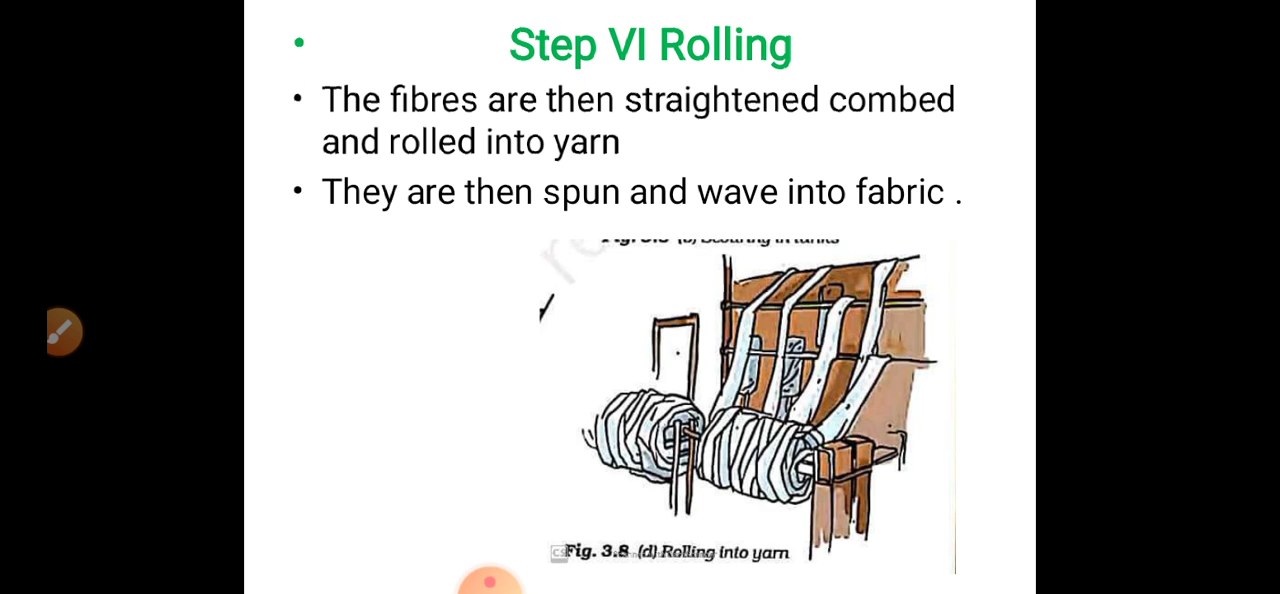 • Step VI Rolling
• The fibres are then straightened combed
and rolled into yarn
• They are then spun and wave into fabric .
Fig. 3.8 (d) Rolling into yarn